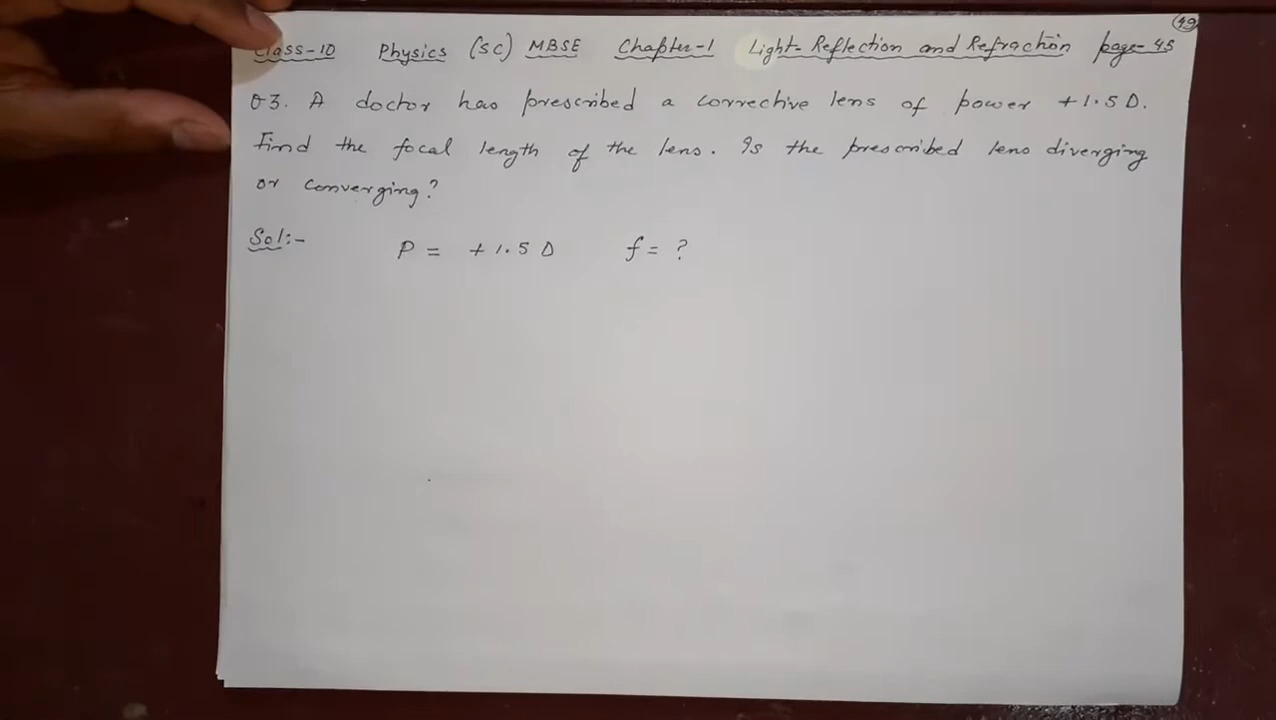 Class-10 Physics (SC) MBSE Chapter-1 Light-Reflection and Refraction page-45
49
Q3. A doctor has prescribed a corrective lens of power +1.5 D.
Find the focal length of the lens. Is the prescribed lens diverging
or converging?
Sol:- P = +1.5 D f = ?